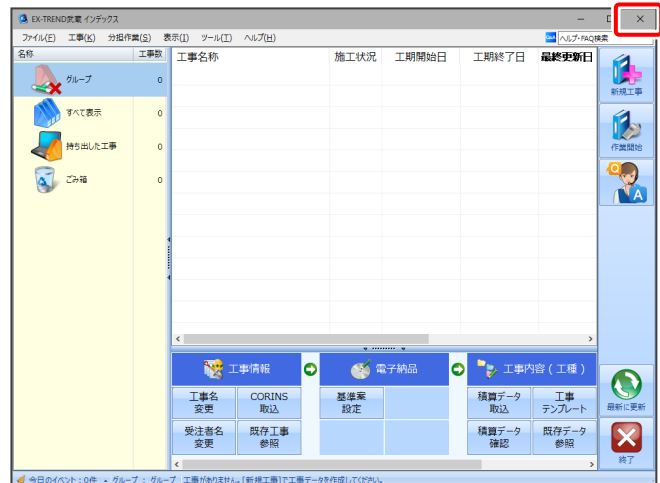 EX-TREND武蔵 インデックス
ファイル(F) 工事(K) 分担作業(S) 表示(I) ツール(T) ヘルプ(H) ヘルプ・FAQ検索
名称 工事数
グループ 0
すべて表示 0
持ち出した工事 0
ごみ箱 0
工事名称 施工状況 工期開始日 工期終了日 最終更新日
新規工事
作業開始
Q
A
工事情報 電子納品 工事内容(工種)
工事名
変更
CORINS
取込
基準案
設定
積算データ
取込
工事
テンプレート
受注者名
変更
既存工事
参照
積算データ
確認
既存データ
参照
最新に更新
終了
今日のイベント:0件 グループ : グループ 工事がありません。[新規工事]で工事データを作成してください。